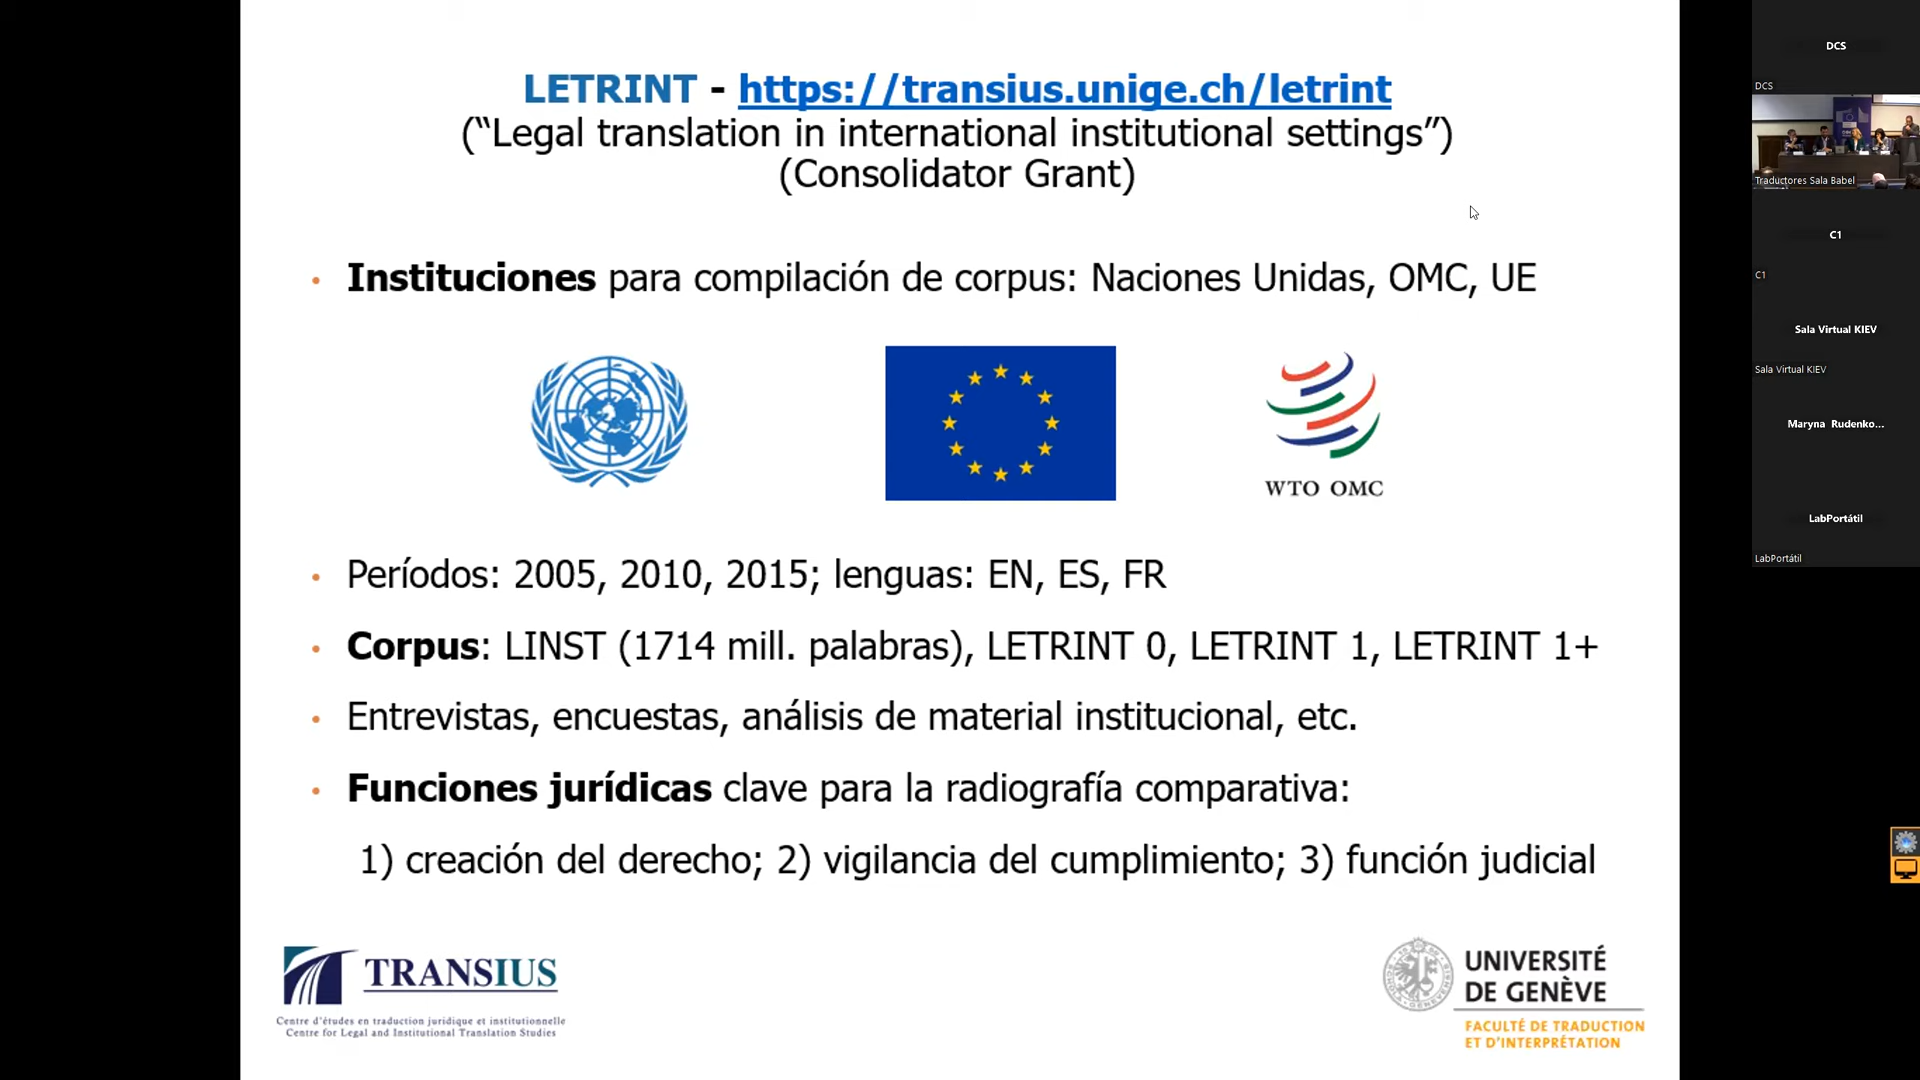 LETRINT - https://transius.unige.ch/letrint
(“Legal translation in international institutional settings”)
(Consolidator Grant)
• Instituciones para compilación de corpus: Naciones Unidas, OMC, UE
WTO OMC
• Períodos: 2005, 2010, 2015; lenguas: EN, ES, FR
• Corpus: LINST (1714 mill. palabras), LETRINT 0, LETRINT 1, LETRINT 1+
• Entrevistas, encuestas, análisis de material institucional, etc.
• Funciones jurídicas clave para la radiografía comparativa:
1) creación del derecho; 2) vigilancia del cumplimiento; 3) función judicial
TRANSIUS
Centre d'études en traduction juridique et institutionnelle
Centre for Legal and Institutional Translation Studies
UNIVERSITÉ
DE GENÈVE
FACULTÉ DE TRADUCTION
ET D'INTERPRÉTATION
DCS
DCS
Traductores Sala Babel
C1
C1
Sala Virtual KIEV
Sala Virtual KIEV
Maryna Rudenko...
LabPortátil
LabPortátil